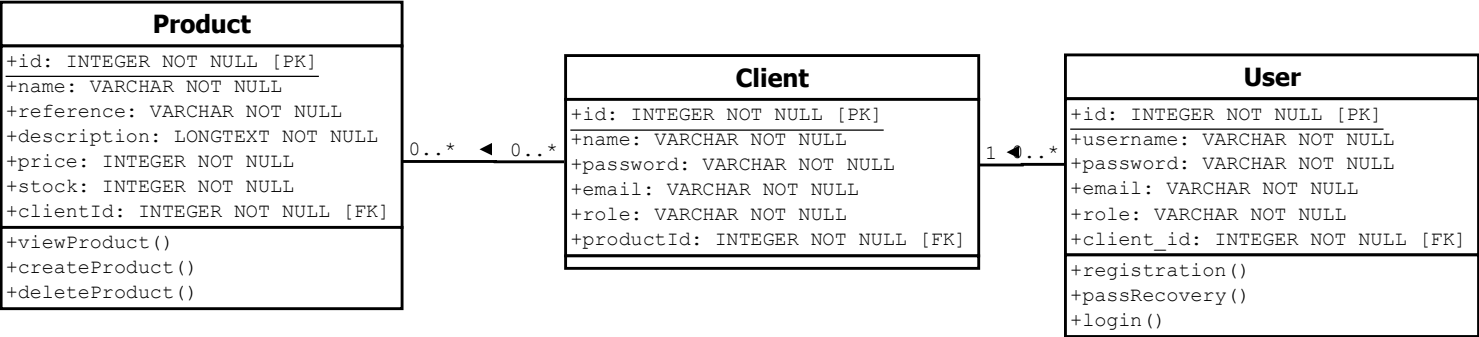 Product
+id: INTEGER NOT NULL [PK]
+name: VARCHAR NOT NULL
+reference: VARCHAR NOT NULL
+description: LONGTEXT NOT NULL
+price: INTEGER NOT NULL
+stock: INTEGER NOT NULL
+clientId: INTEGER NOT NULL [FK]
+viewProduct()
+createProduct()
+deleteProduct()
0..* ◄ 0..*
Client
+id: INTEGER NOT NULL [PK]
+name: VARCHAR NOT NULL
+password: VARCHAR NOT NULL
+email: VARCHAR NOT NULL
+role: VARCHAR NOT NULL
+productId: INTEGER NOT NULL [FK]
1 ◄0..*
User
+id: INTEGER NOT NULL [PK]
+username: VARCHAR NOT NULL
+password: VARCHAR NOT NULL
+email: VARCHAR NOT NULL
+role: VARCHAR NOT NULL
+client_id: INTEGER NOT NULL [FK]
+registration()
+passRecovery()
+login()